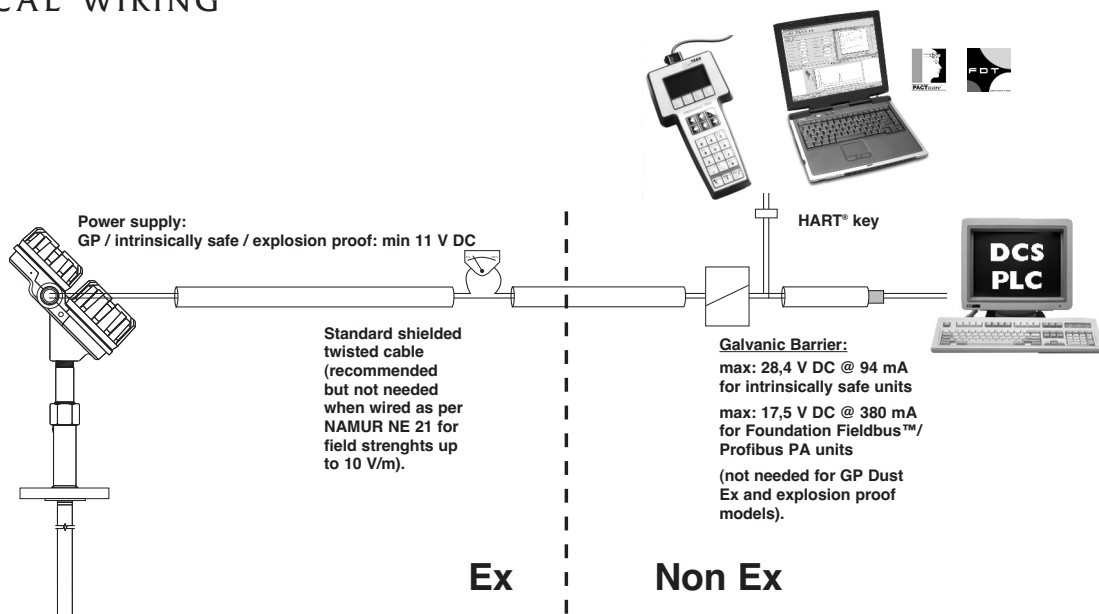 CAL WIRING
PACTware
FDT
Power supply:
GP / intrinsically safe / explosion proof: min 11 V DC
HART® key
DCS
PLC
Standard shielded
twisted cable
(recommended
but not needed
when wired as per
NAMUR NE 21 for
field strenghts up
to 10 V/m).
Galvanic Barrier:
max: 28,4 V DC @ 94 mA
for intrinsically safe units
max: 17,5 V DC @ 380 mA
for Foundation Fieldbus™/
Profibus PA units
(not needed for GP Dust
Ex and explosion proof
models).
Ex
Non Ex